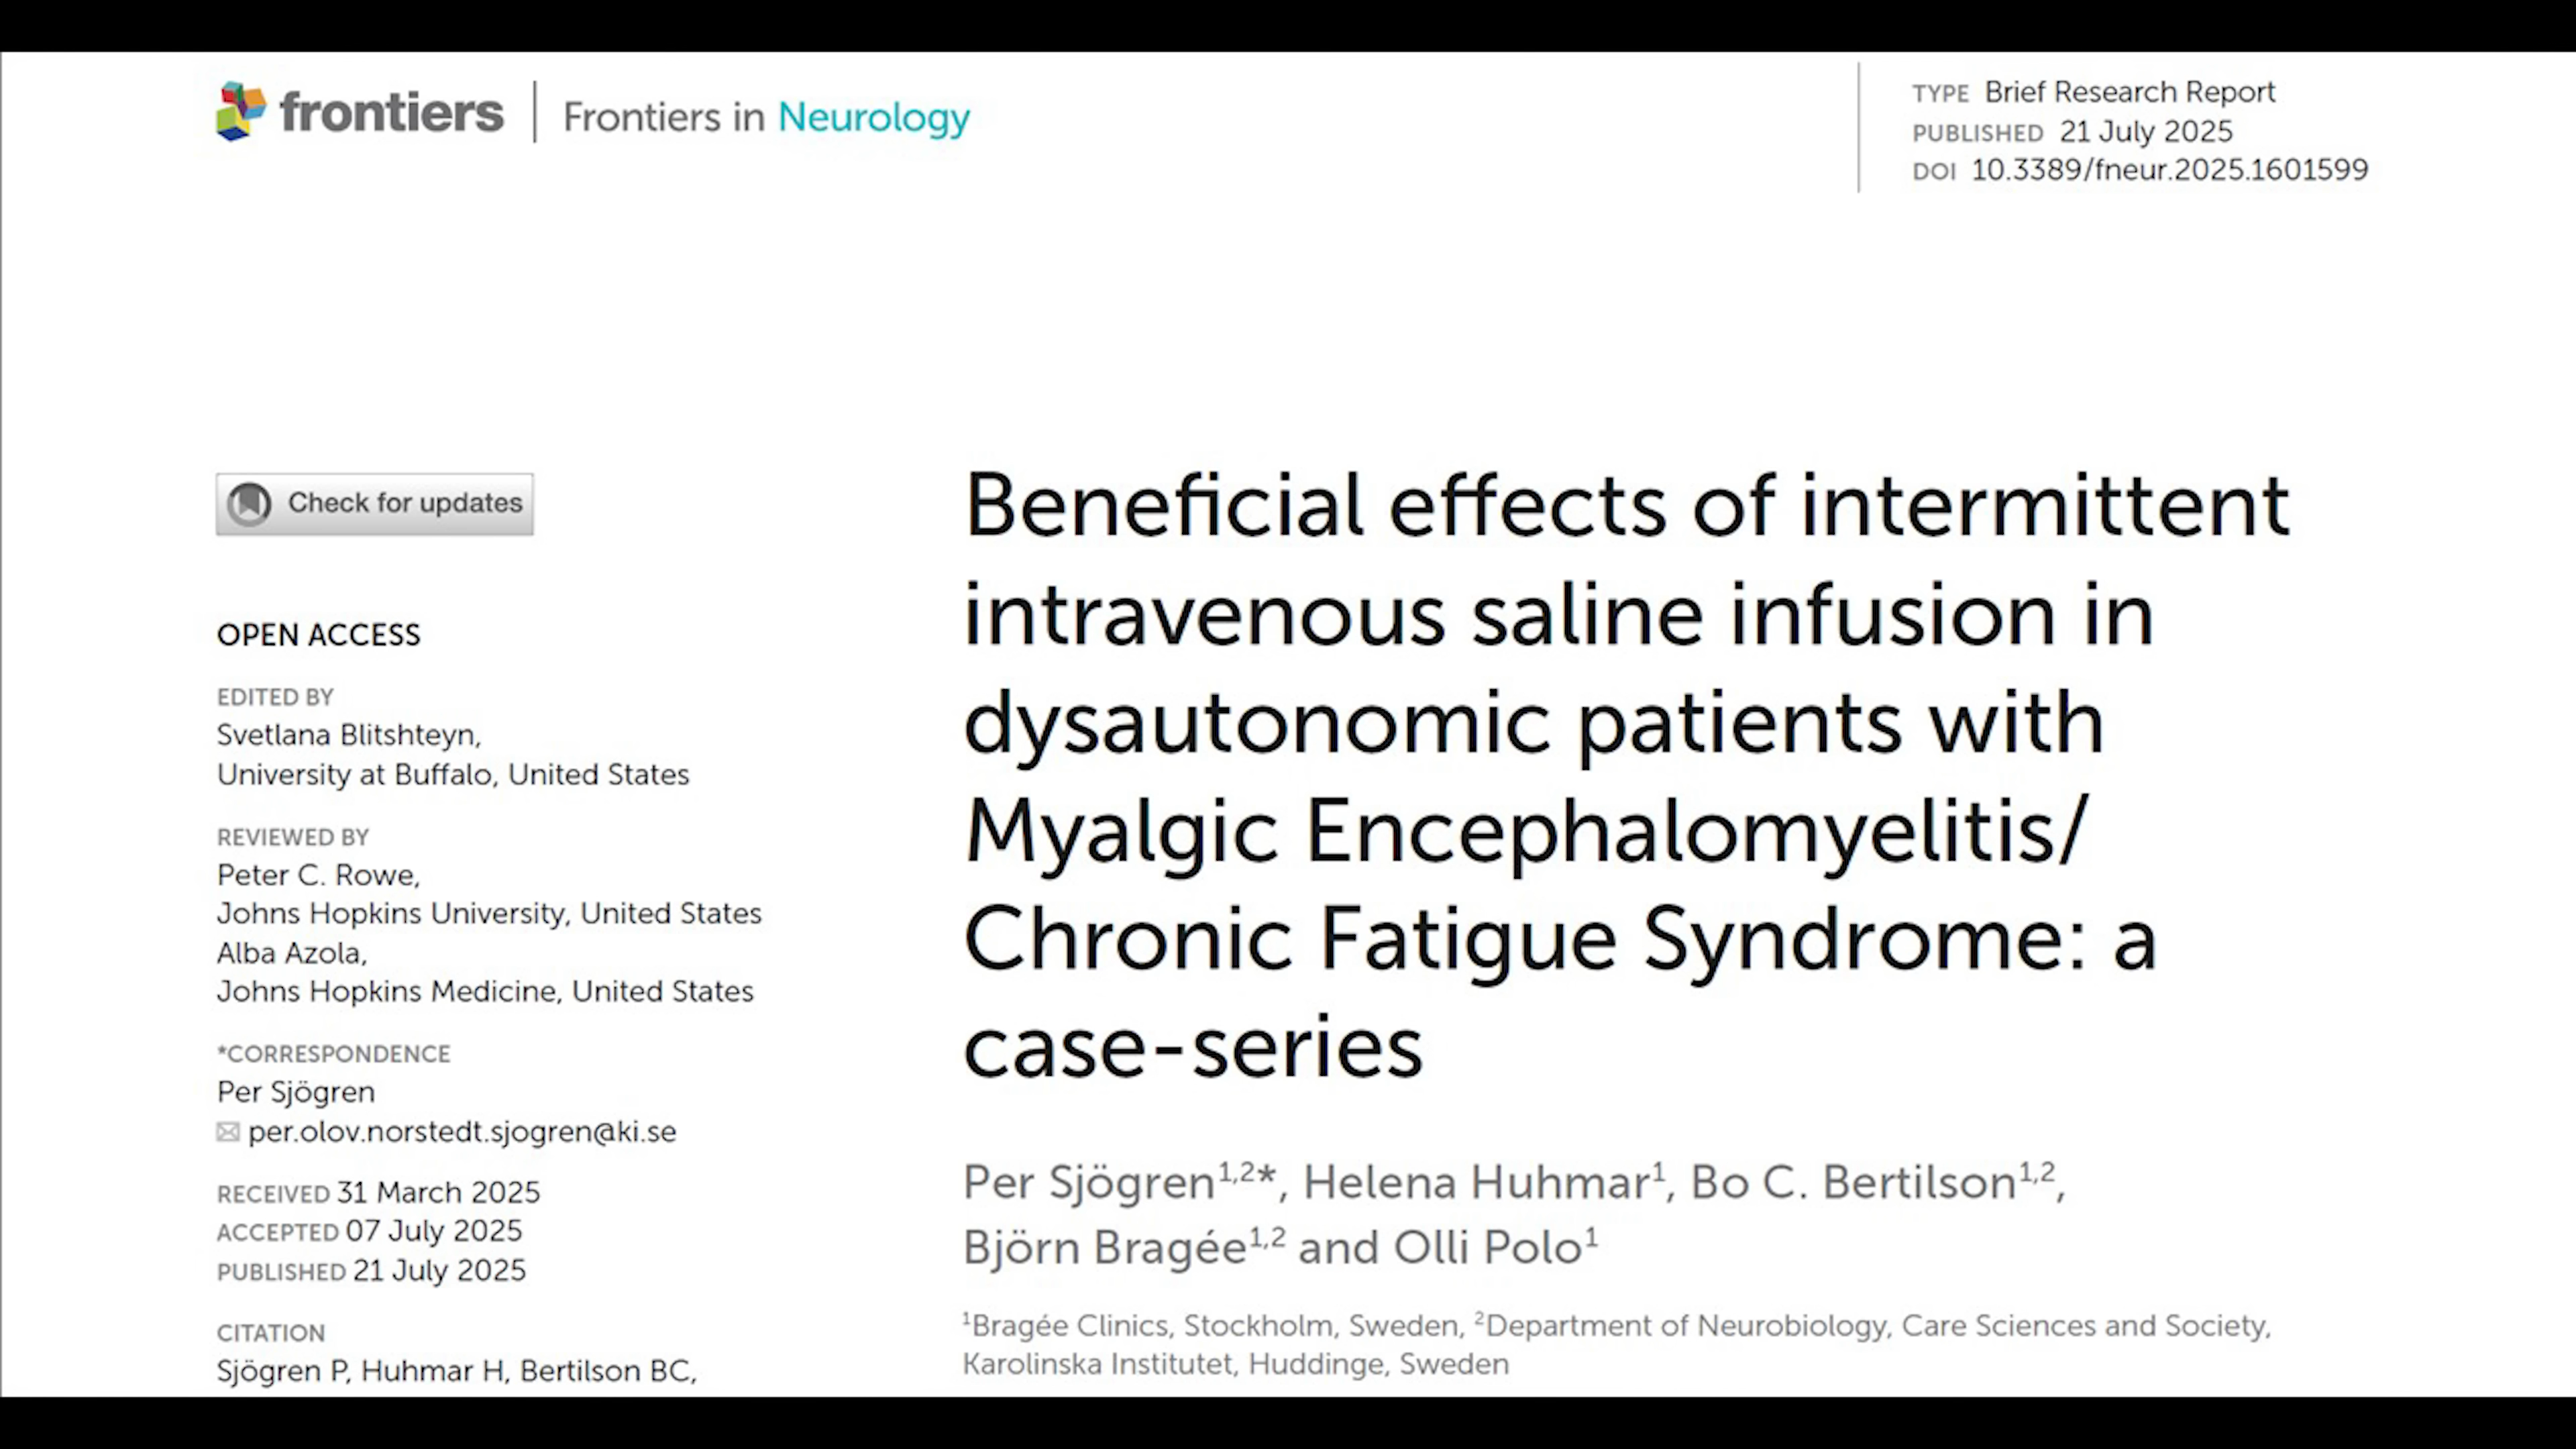 frontiers | Frontiers in Neurology
TYPE Brief Research Report
PUBLISHED 21 July 2025
DOI 10.3389/fneur.2025.1601599
Check for updates
OPEN ACCESS
EDITED BY
Svetlana Blitshteyn,
University at Buffalo, United States
REVIEWED BY
Peter C. Rowe,
Johns Hopkins University, United States
Alba Azola,
Johns Hopkins Medicine, United States
*CORRESPONDENCE
Per Sjögren
per.olov.norstedt.sjogren@ki.se
RECEIVED 31 March 2025
ACCEPTED 07 July 2025
PUBLISHED 21 July 2025
CITATION
Sjögren P, Huhmar H, Bertilson BC,
Beneficial effects of intermittent
intravenous saline infusion in
dysautonomic patients with
Myalgic Encephalomyelitis/
Chronic Fatigue Syndrome: a
case-series
Per Sjögren1,2*, Helena Huhmar1, Bo C. Bertilson1,2,
Björn Bragée1,2 and Olli Polo1
1Bragée Clinics, Stockholm, Sweden, 2Department of Neurobiology, Care Sciences and Society,
Karolinska Institutet, Huddinge, Sweden